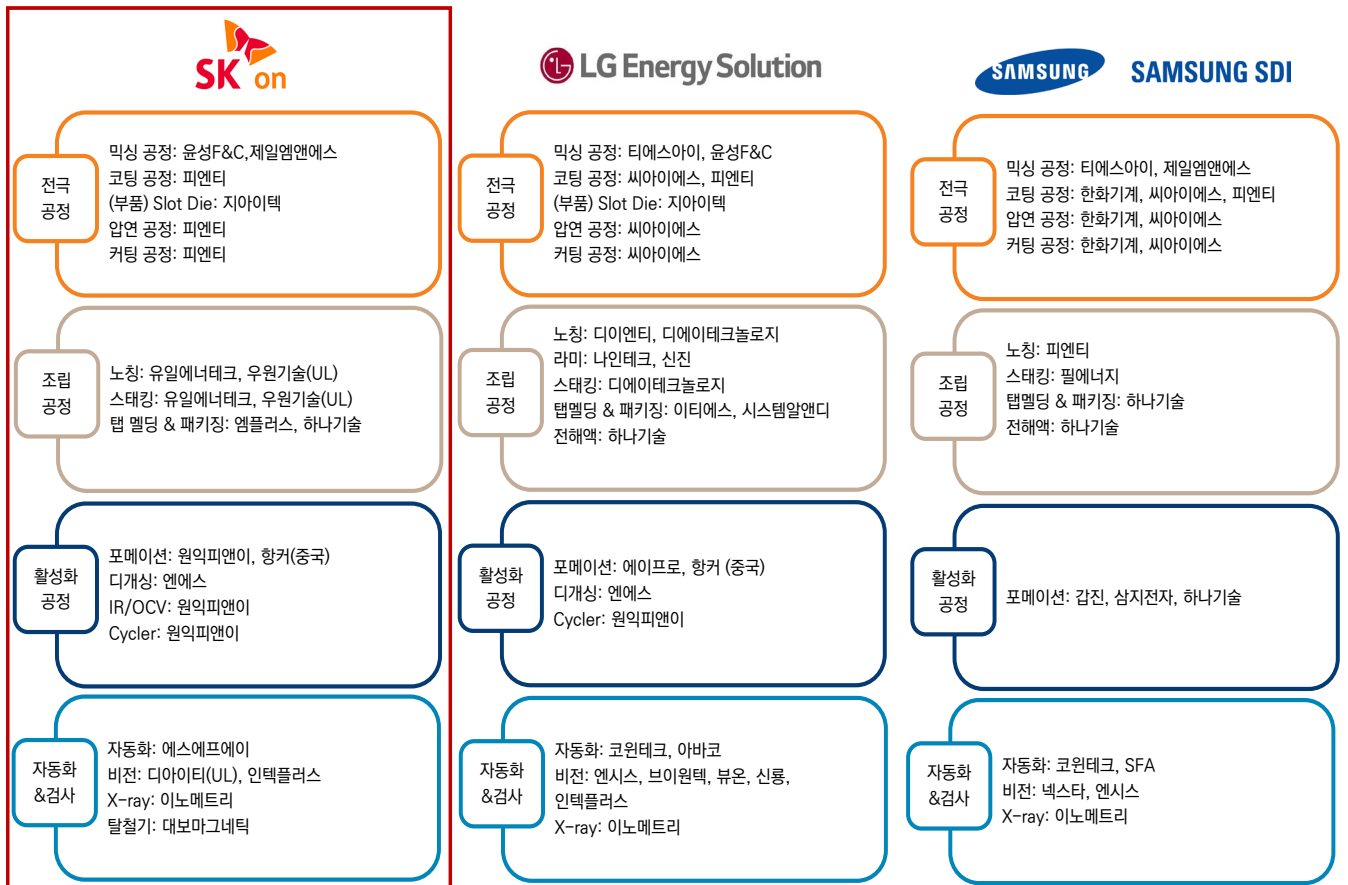 SK on
전극
공정
믹싱 공정: 윤성F&C,제일엠앤에스
코팅 공정: 피엔티
(부품) Slot Die: 지아이텍
압연 공정: 피엔티
커팅 공정: 피엔티
조립
공정
노칭: 유일에너테크, 우원기술(UL)
스태킹: 유일에너테크, 우원기술(UL)
탭 멜딩 & 패키징: 엠플러스, 하나기술
활성화
공정
포메이션: 원익피앤이, 항커(중국)
디개싱: 엔에스
IR/OCV: 원익피앤이
Cycler: 원익피앤이
자동화
&검사
자동화: 에스에프에이
비전: 디아이티(UL), 인텍플러스
X-ray: 이노메트리
탈철기: 대보마그네틱
LG Energy Solution
전극
공정
믹싱 공정: 티에스아이, 윤성F&C
코팅 공정: 씨아이에스, 피엔티
(부품) Slot Die: 지아이텍
압연 공정: 씨아이에스
커팅 공정: 씨아이에스
조립
공정
노칭: 디이엔티, 디에이테크놀로지
라미: 나인테크, 신진
스태킹: 디에이테크놀로지
탭멜딩 & 패키징: 이티에스, 시스템알앤디
전해액: 하나기술
활성화
공정
포메이션: 에이프로, 항커 (중국)
디개싱: 엔에스
Cycler: 원익피앤이
자동화
&검사
자동화: 코윈테크, 아바코
비전: 엔시스, 브이원텍, 뷰온, 신룡,
인텍플러스
X-ray: 이노메트리
SAMSUNG SAMSUNG SDI
전극
공정
믹싱 공정: 티에스아이, 제일엠앤에스
코팅 공정: 한화기계, 씨아이에스, 피엔티
압연 공정: 한화기계, 씨아이에스
커팅 공정: 한화기계, 씨아이에스
조립
공정
노칭: 피엔티
스태킹: 필에너지
탭멜딩 & 패키징: 하나기술
전해액: 하나기술
활성화
공정
포메이션: 갑진, 삼지전자, 하나기술
자동화
&검사
자동화: 코윈테크, SFA
비전: 넥스타, 엔시스
X-ray: 이노메트리